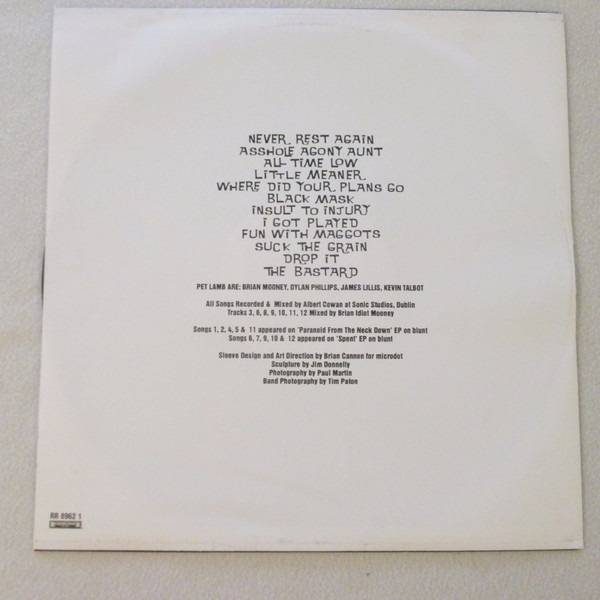 NEVER REST AGAIN
ASSHOLE AGONY AUNT
ALL TIME LOW
LITTLE MEANER
WHERE DID YOUR PLANS GO
BLACK MASK
INSULT TO INJURY
I GOT PLAYED
FUN WITH MAGGOTS
SUCK THE GRAIN
DROP IT
THE BASTARD
PET LAMB ARE: BRIAN MOONEY, DYLAN PHILLIPS, JAMES LILLIS, KEVIN TALBOT
All Songs Recorded & Mixed by Albert Cowan at Sonic Studios, Dublin
Tracks 3, 6, 8, 9, 10, 11, 12 Mixed by Brian Idiot Mooney
Songs 1, 2, 4, 5 & 11 appeared on 'Paranoid From The Neck Down' EP on blunt
Songs 6, 7, 9, 10 & 12 appeared on 'Spent' EP on blunt
Sleeve Design and Art Direction by Brian Cannon for microdot
Sculpture by Jim Donnelly
Photography by Paul Martin
Band Photography by Tim Paton
RR 8962 1